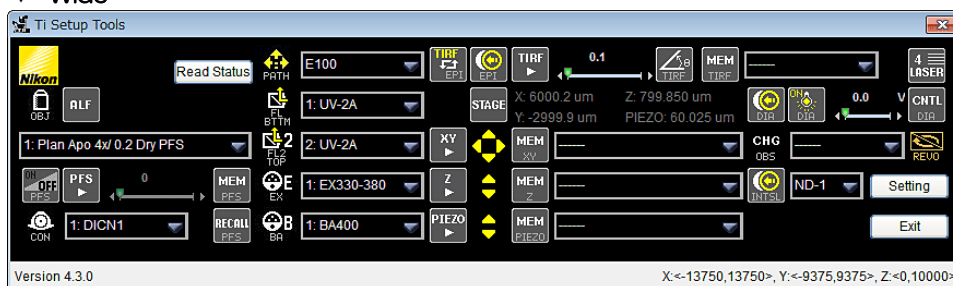 Wide
Ti Setup Tools
Nikon
Read Status
PATH
E100
TIRF
EPI
EPI
TIRF
0.1
θ
TIRF
MEM
TIRF
------
4
LASER
OBJ
ALF
FL
BTTM
1: UV-2A
STAGE
X: 6000.2 um
Z: 799.850 um
Y: -2999.9 um
PIEZO: 60.025 um
DIA
ON
DIA
0.0
V
CNTL
DIA
1: Plan Apo 4x/ 0.2 Dry PFS
2
FL2
TOP
2: UV-2A
XY
MEM
XY
------
CHG
OBS
------
REVO
ON
OFF
PFS
PFS
0
MEM
PFS
E
EX
1: EX330-380
Z
MEM
Z
------
INTSL
ND-1
Setting
CON
1: DICN1
RECALL
PFS
B
BA
1: BA400
PIEZO
MEM
PIEZO
------
Exit
Version 4.3.0
X:<-13750,13750>, Y:<-9375,9375>, Z:<0,10000>